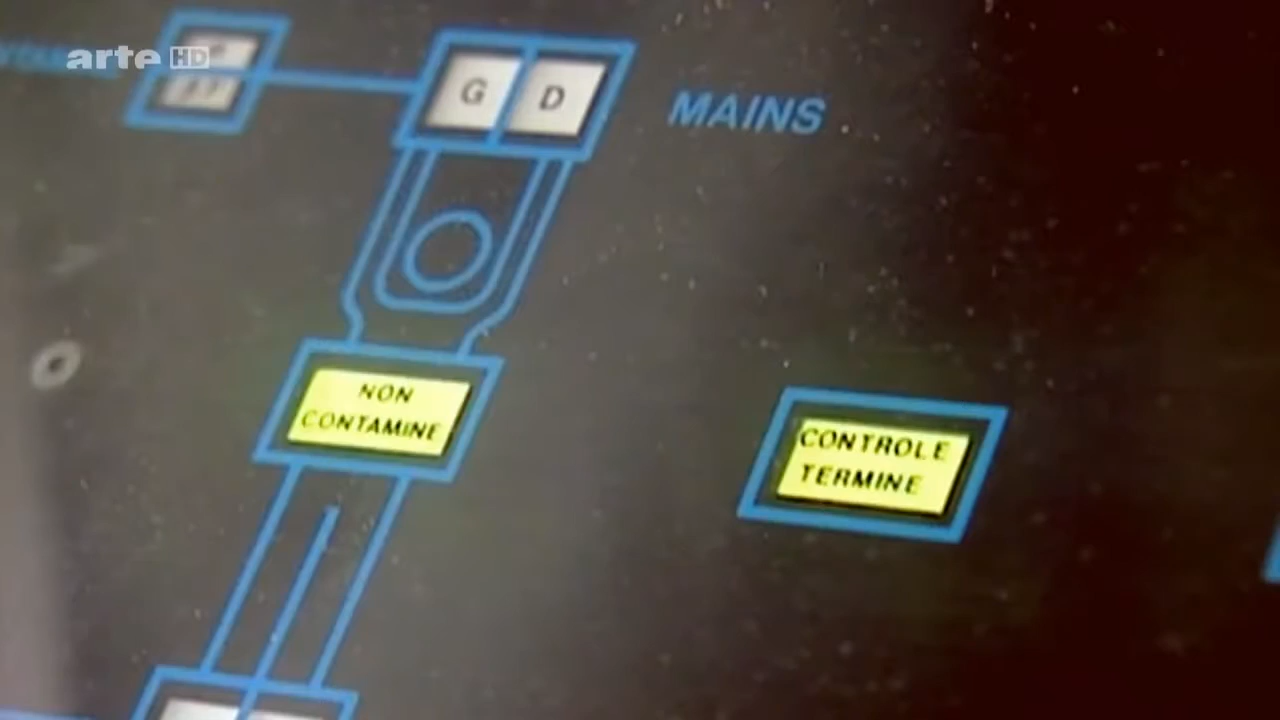 arte HD
G D
MAINS
NON
CONTAMINE
CONTROLE
TERMINE